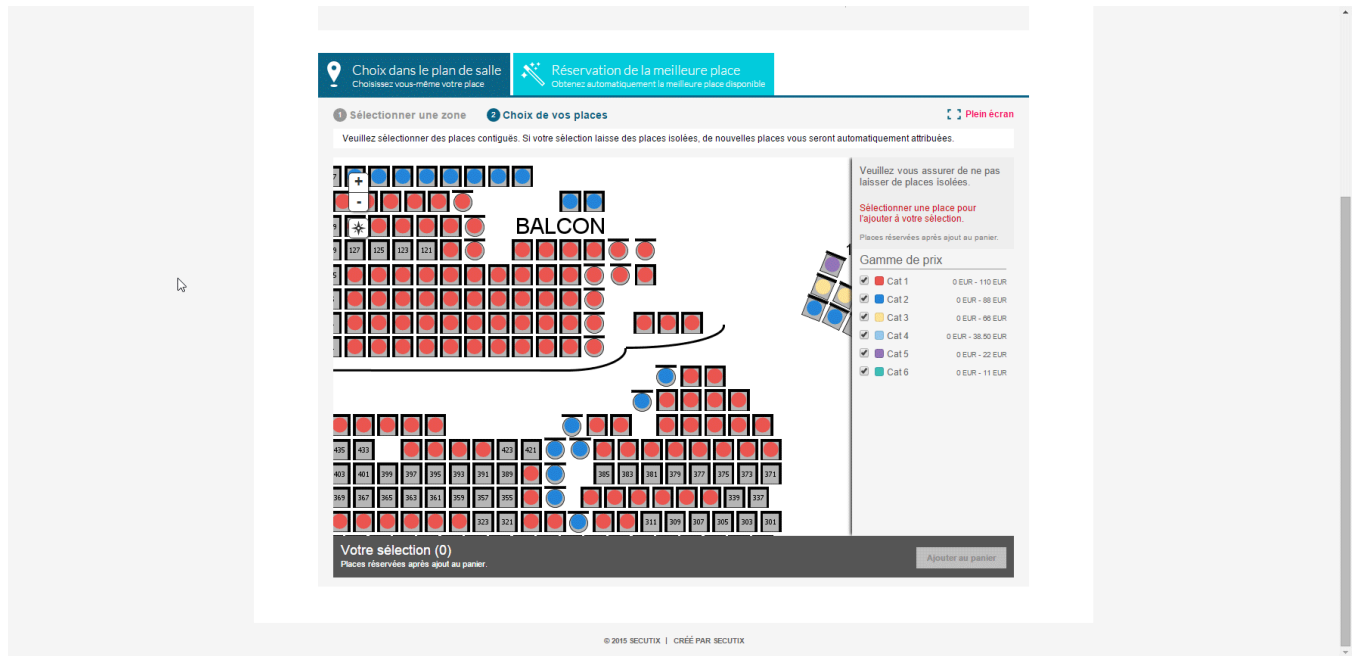 Choix dans le plan de salle
Choisissez vous-même votre place
Réservation de la meilleure place
Obtenez automatiquement la meilleure place disponible
1 Sélectionner une zone
2 Choix de vos places
Plein écran
Veuillez sélectionner des places contiguës. Si votre sélection laisse des places isolées, de nouvelles places vous seront automatiquement attribuées.
+
-
BALCON
127 125 123 121
435 433 423 421
403 401 399 397 395 393 391 389 385 383 381 379 377 375 373 371
369 367 365 363 361 359 357 355 339 337
323 321 311 309 307 305 303 301
Veuillez vous assurer de ne pas
laisser de places isolées.
Sélectionner une
place pour
l'ajouter à votre
sélection.
Places réservées après ajout au panier.
Gamme de prix
Cat 1 0 EUR - 110 EUR
Cat 2 0 EUR - 88 EUR
Cat 3 0 EUR - 66 EUR
Cat 4 0 EUR - 38.50 EUR
Cat 5 0 EUR - 22 EUR
Cat 6 0 EUR - 11 EUR
Votre sélection (0)
Places réservées après ajout au panier.
Ajouter au panier
© 2015 SECUTIX | CRÉÉ PAR SECUTIX